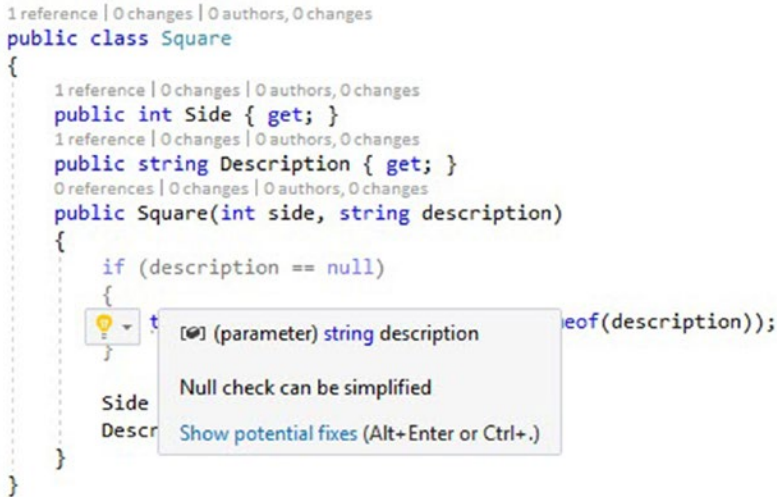 1 reference | 0 changes | 0 authors, 0 changes
public class Square
{
1 reference | 0 changes | 0 authors, 0 changes
public int Side { get; }
1 reference | 0 changes | 0 authors, 0 changes
public string Description { get; }
0 references | 0 changes | 0 authors, 0 changes
public Square(int side, string description)
{
if (description == null)
{
t eof(description));
}
(parameter) string description
Null check can be simplified
Show potential fixes (Alt+Enter or Ctrl+.)
Side
Descr
}
}